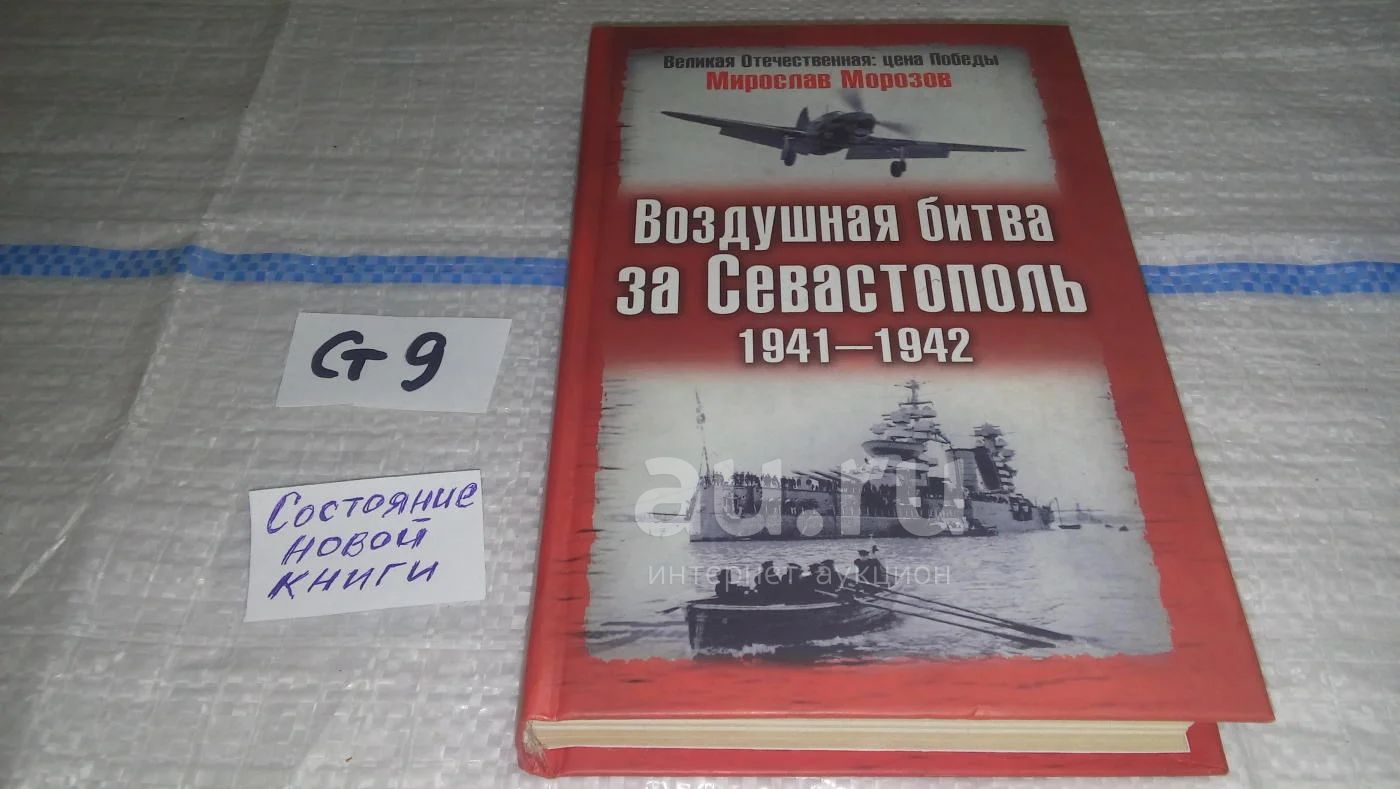 Великая Отечественная: цена Победы
Мирослав Морозов
Воздушная битва
за Севастополь
1941—1942
Ст 9
Состояние
новой
книги
au.ru
интернет-аукцион